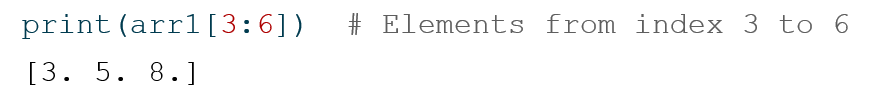 print(arr1[3:6])  # Elements from index 3 to 6
[3. 5. 8.]